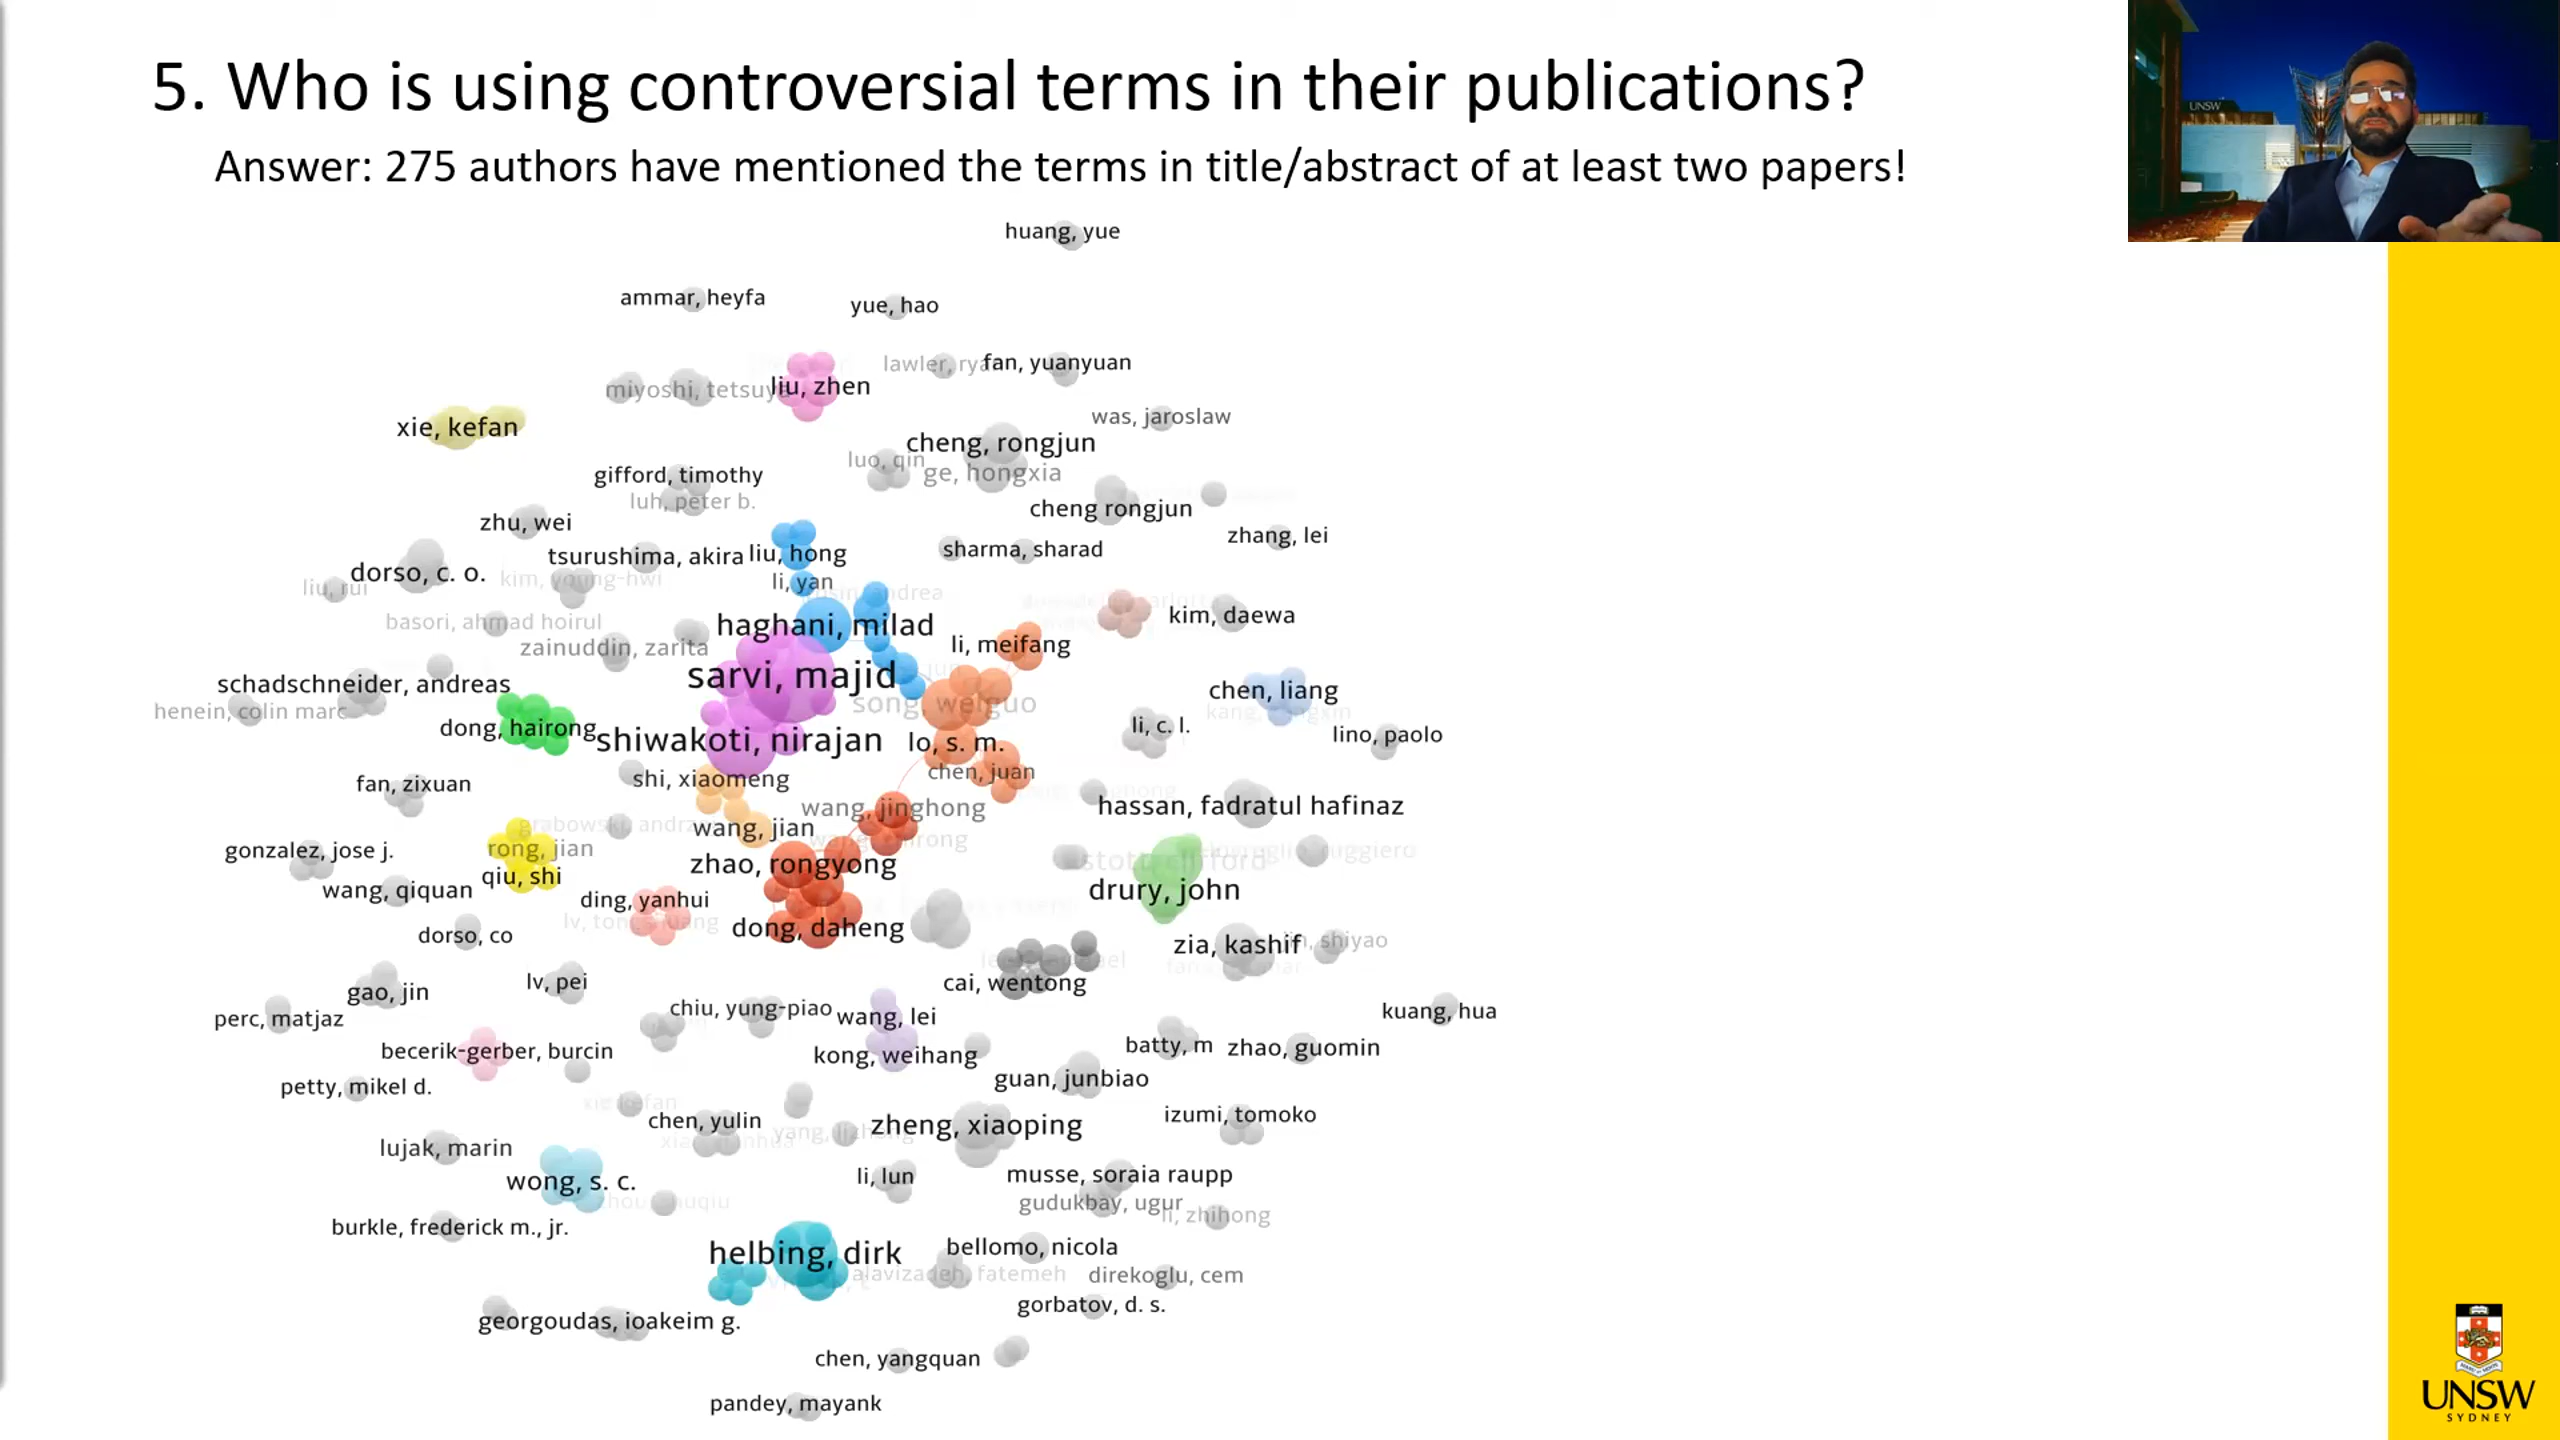 5. Who is using controversial terms in their publications?
Answer: 275 authors have mentioned the terms in title/abstract of at least two papers!
UNSW
huang, yue
ammar, heyfa
yue, hao
lawler, ryan
fan, yuanyuan
miyoshi, tetsuya
liu, zhen
was, jaroslaw
xie, kefan
cheng, rongjun
luo, qin
ge, hongxia
gifford, timothy
luh, peter b.
cheng rongjun
zhu, wei
zhang, lei
tsurushima, akira
liu, hong
sharma, sharad
dorso, c. o.
kim, young-hwi
li, yan
liu, rui
basori, ahmad hoirul
haghani, milad
kim, daewa
zainuddin, zarita
li, meifang
sarvi, majid
schadschneider, andreas
chen, liang
henein, colin marc
song, weiguo
dong, hairong
shiwakoti, nirajan
lo, s. m.
li, c. l.
lino, paolo
chen, juan
fan, zixuan
shi, xiaomeng
wang, jinghong
hassan, fadratul hafinaz
grabowski, andrzej
wang, jian
rong, jian
gonzalez, jose j.
zhao, rongyong
stott, clifford
qiu, shi
wang, qiquan
drury, john
ding, yanhui
dong, daheng
dorso, co
zia, kashif
lv, pei
cai, wentong
gao, jin
chiu, yung-piao
wang, lei
kuang, hua
perc, matjaz
becerik-gerber, burcin
kong, weihang
batty, m
zhao, guomin
petty, mikel d.
guan, junbiao
xie kefan
chen, yulin
zheng, xiaoping
izumi, tomoko
yang, lizhong
lujak, marin
wong, s. c.
li, lun
musse, soraia raupp
gudukbay, ugur
li, zhihong
burkle, frederick m., jr.
helbing, dirk
bellomo, nicola
alavizadeh, fatemeh
direkoglu, cem
gorbatov, d. s.
georgoudas, ioakeim g.
chen, yangquan
pandey, mayank
UNSW
SYDNEY